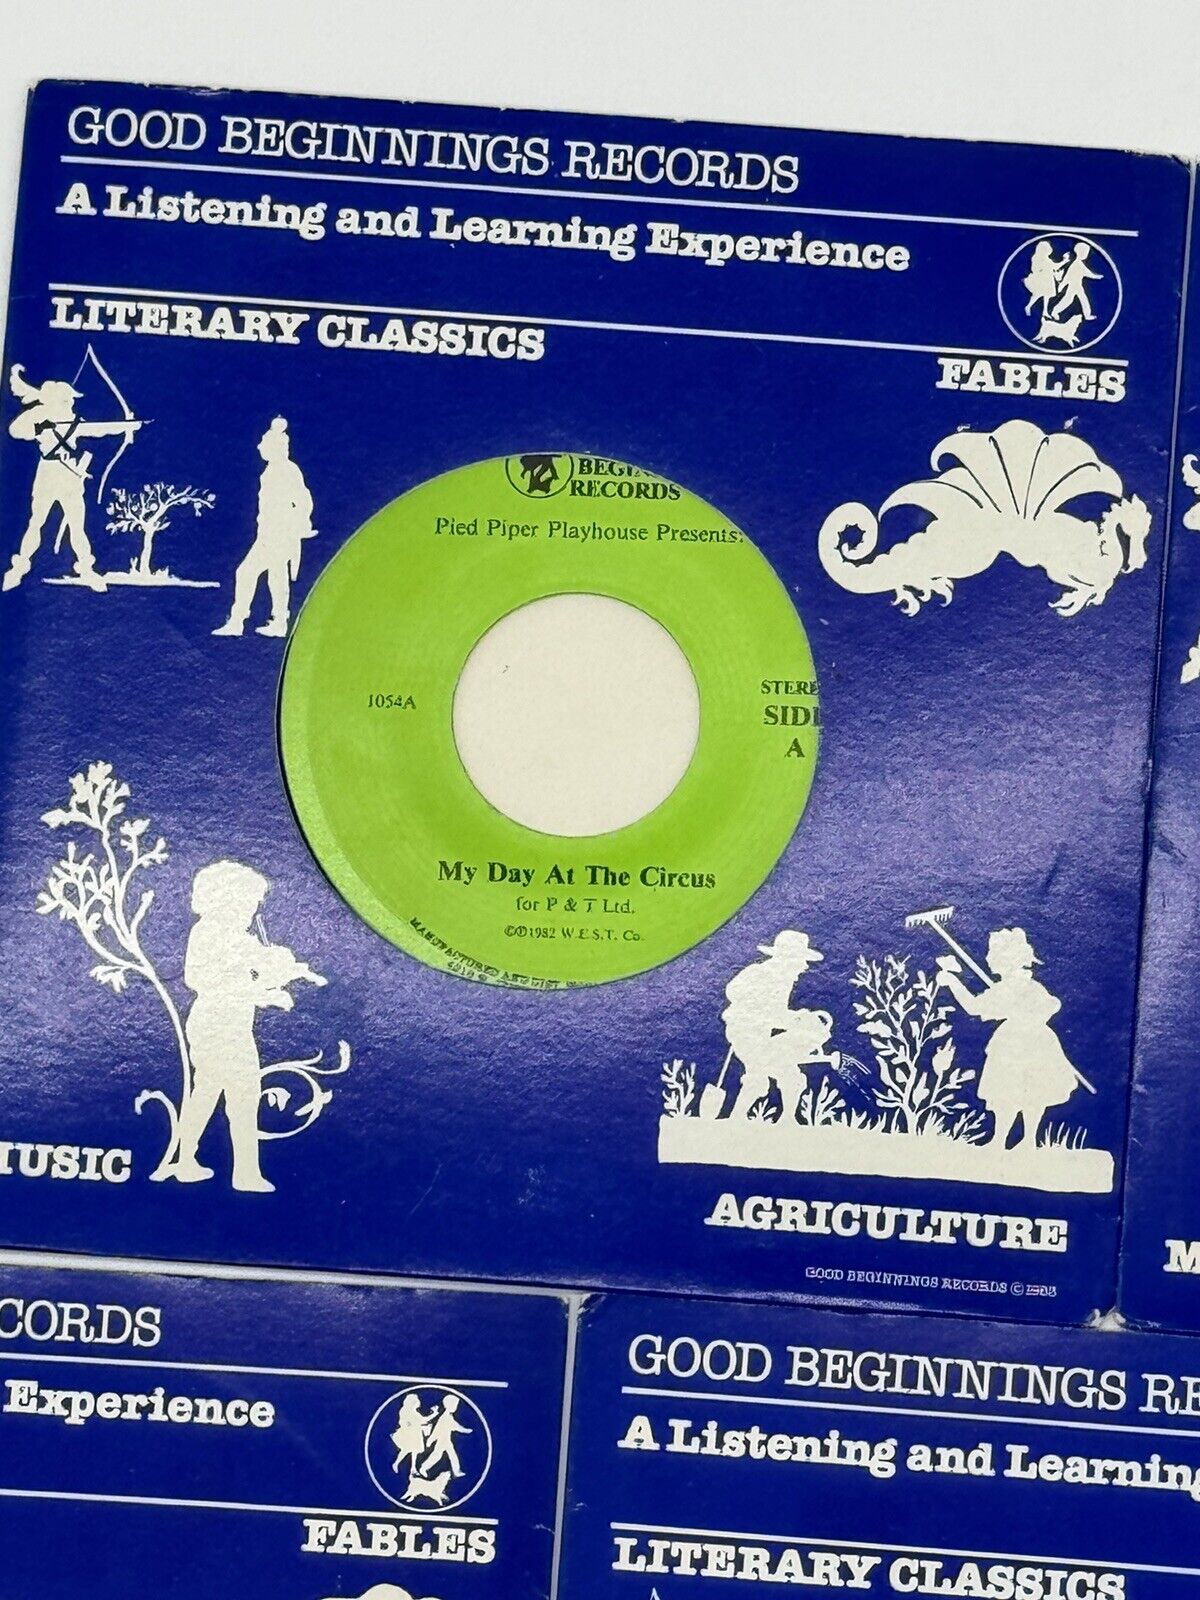 GOOD BEGINNINGS RECORDS
A Listening and Learning Experience
LITERARY CLASSICS
FABLES
RECORDS
Pied Piper Playhouse Presents:
1054A
STERE
SIDE
A
My Day At The Circus
for P & T Ltd.
©℗1982 W.E.S.T. Co.
MUSIC
AGRICULTURE
GOOD BEGINNINGS RECORDS ©
M
CORDS
Experience
FABLES
GOOD BEGINNINGS RE
A Listening and Learning
LITERARY CLASSICS